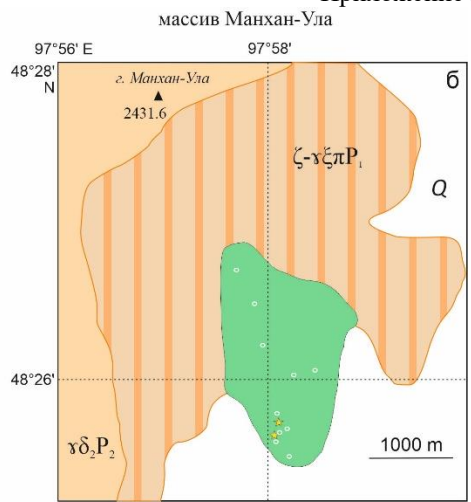 массив Манхан-Ула
97°56' E 97°58'
48°28'
N
г. Манхан-Ула
▲
2431.6
б
ζ-ɤξπP₁
Q
48°26'
ɤδ₂P₂
1000 m